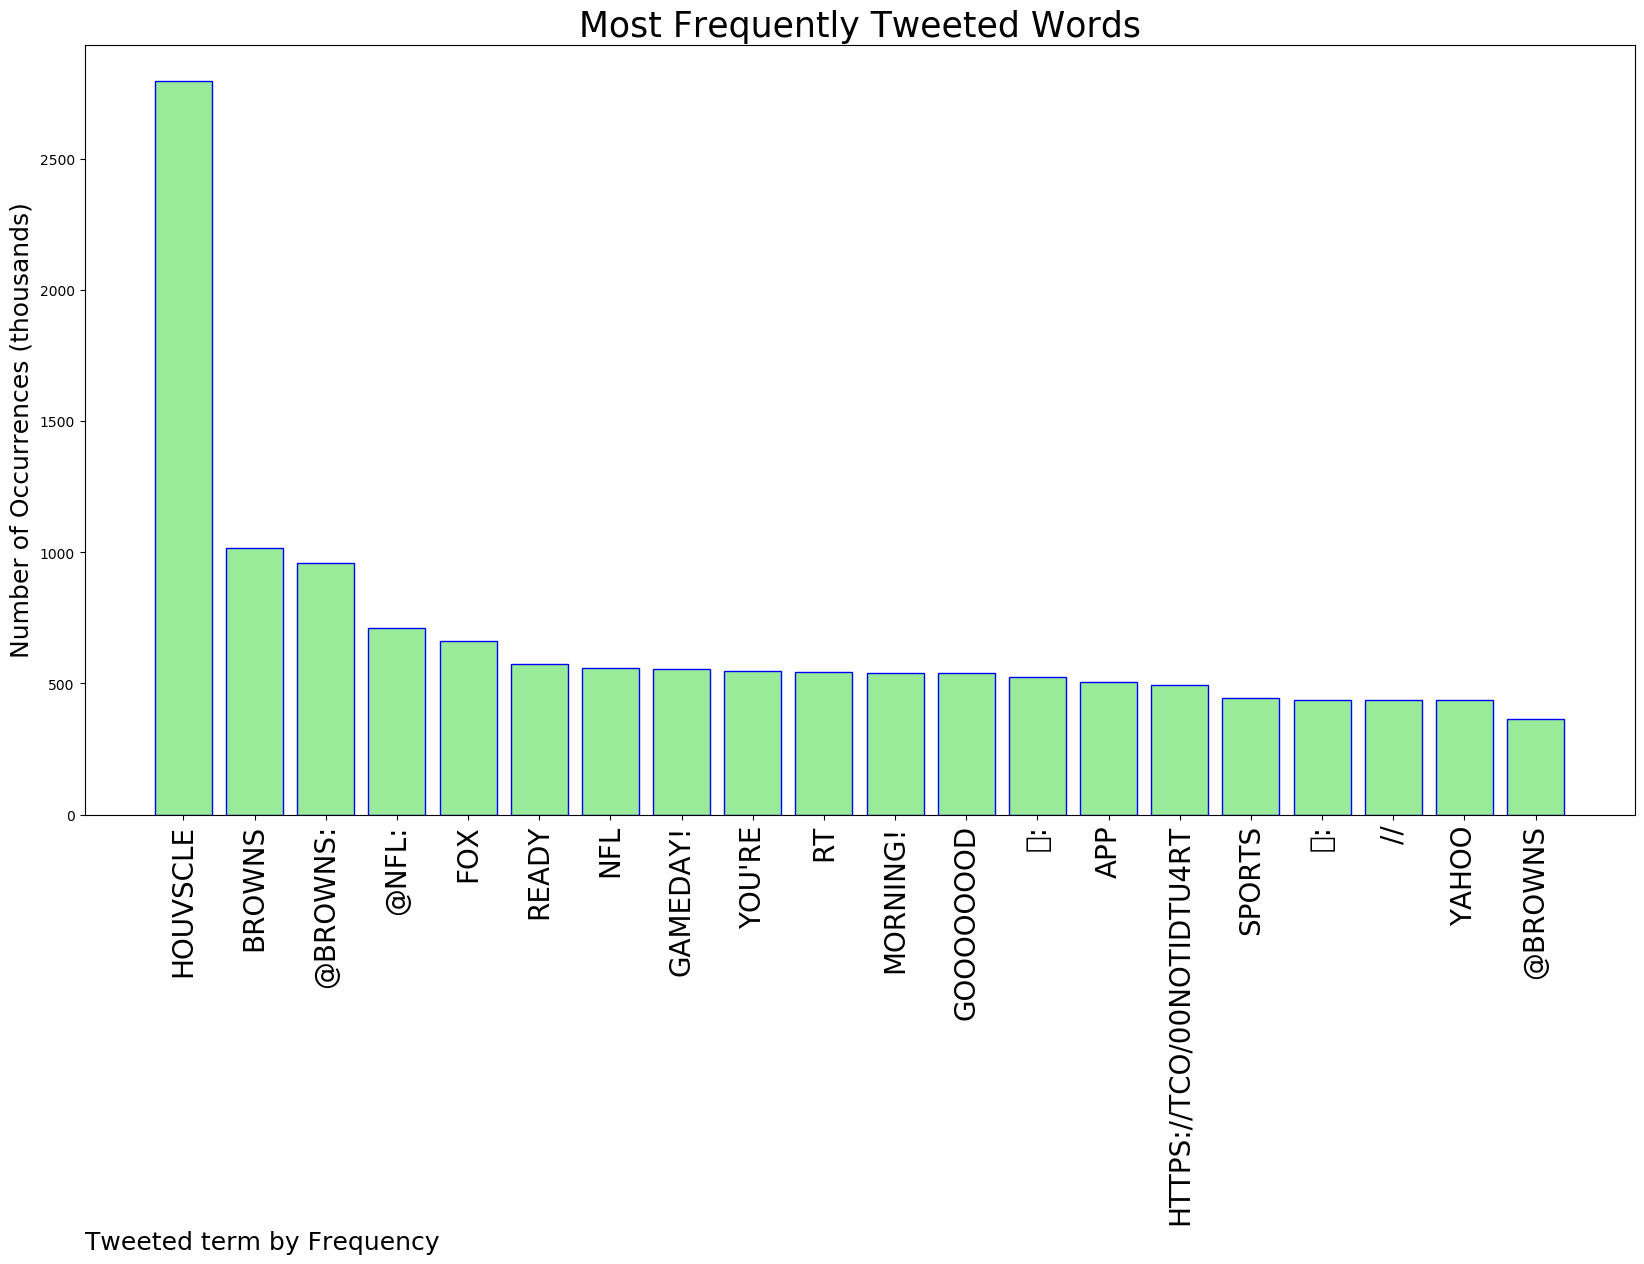 Most Frequently Tweeted Words
Number of Occurrences (thousands)
2500
2000
1500
1000
500
0
HOUVSCLE
BROWNS
@BROWNS:
@NFL:
FOX
READY
NFL
GAMEDAY!
YOU'RE
RT
MORNING!
GOOOOOOOD
▯▯:
APP
HTTPS://TCO/00NOTIDTU4RT
SPORTS
▯▯:
//
YAHOO
@BROWNS
Tweeted term by Frequency